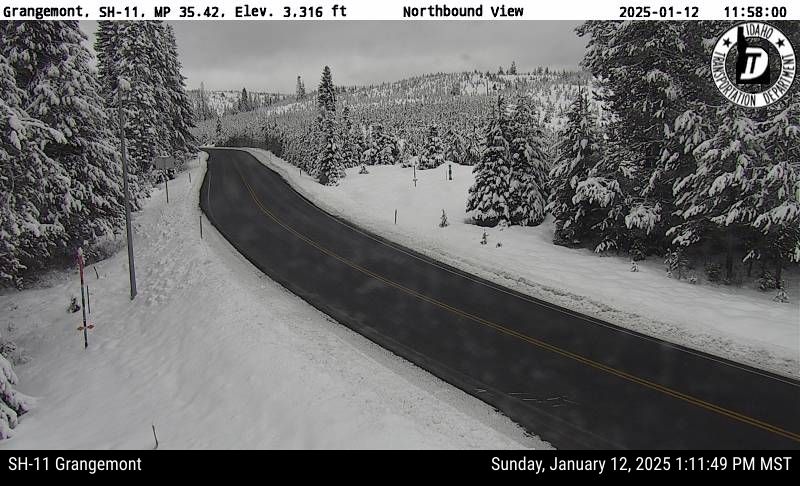 Grangemont, SH-11, MP 35.42, Elev. 3,316 ft Northbound View 2025-01-12 11:58:00
IDAHO
TRANSPORTATION DEPARTMENT
SH-11 Grangemont Sunday, January 12, 2025 1:11:49 PM MST